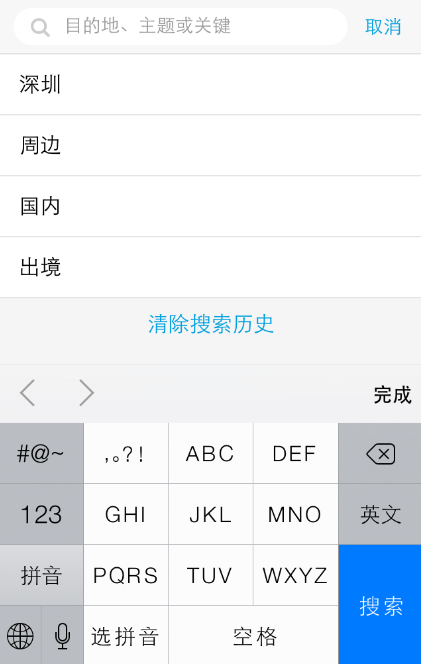 目的地、主题或关键 取消
深圳
周边
国内
出境
清除搜索历史
完成
#@~ ,。?! ABC DEF
123 GHI JKL MNO 英文
拼音 PQRS TUV WXYZ 搜索
选拼音 空格